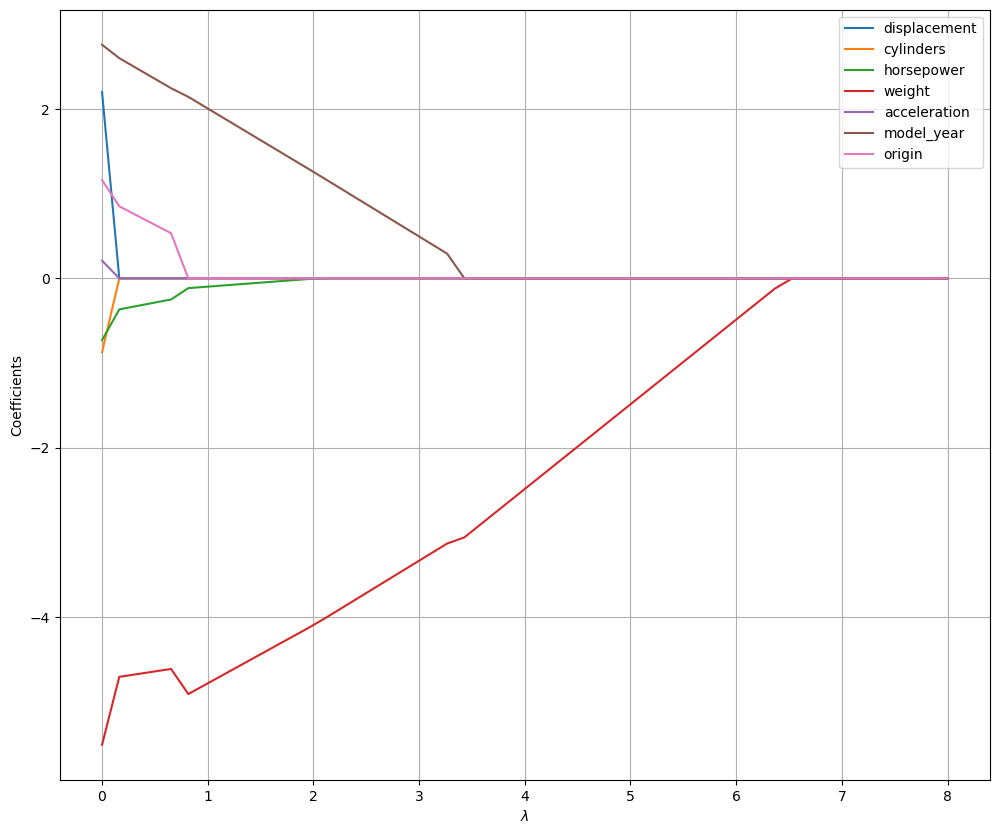 displacement
cylinders
horsepower
weight
acceleration
model_year
origin
Coefficients
2
0
−2
−4
0 1 2 3 4 5 6 7 8
λ